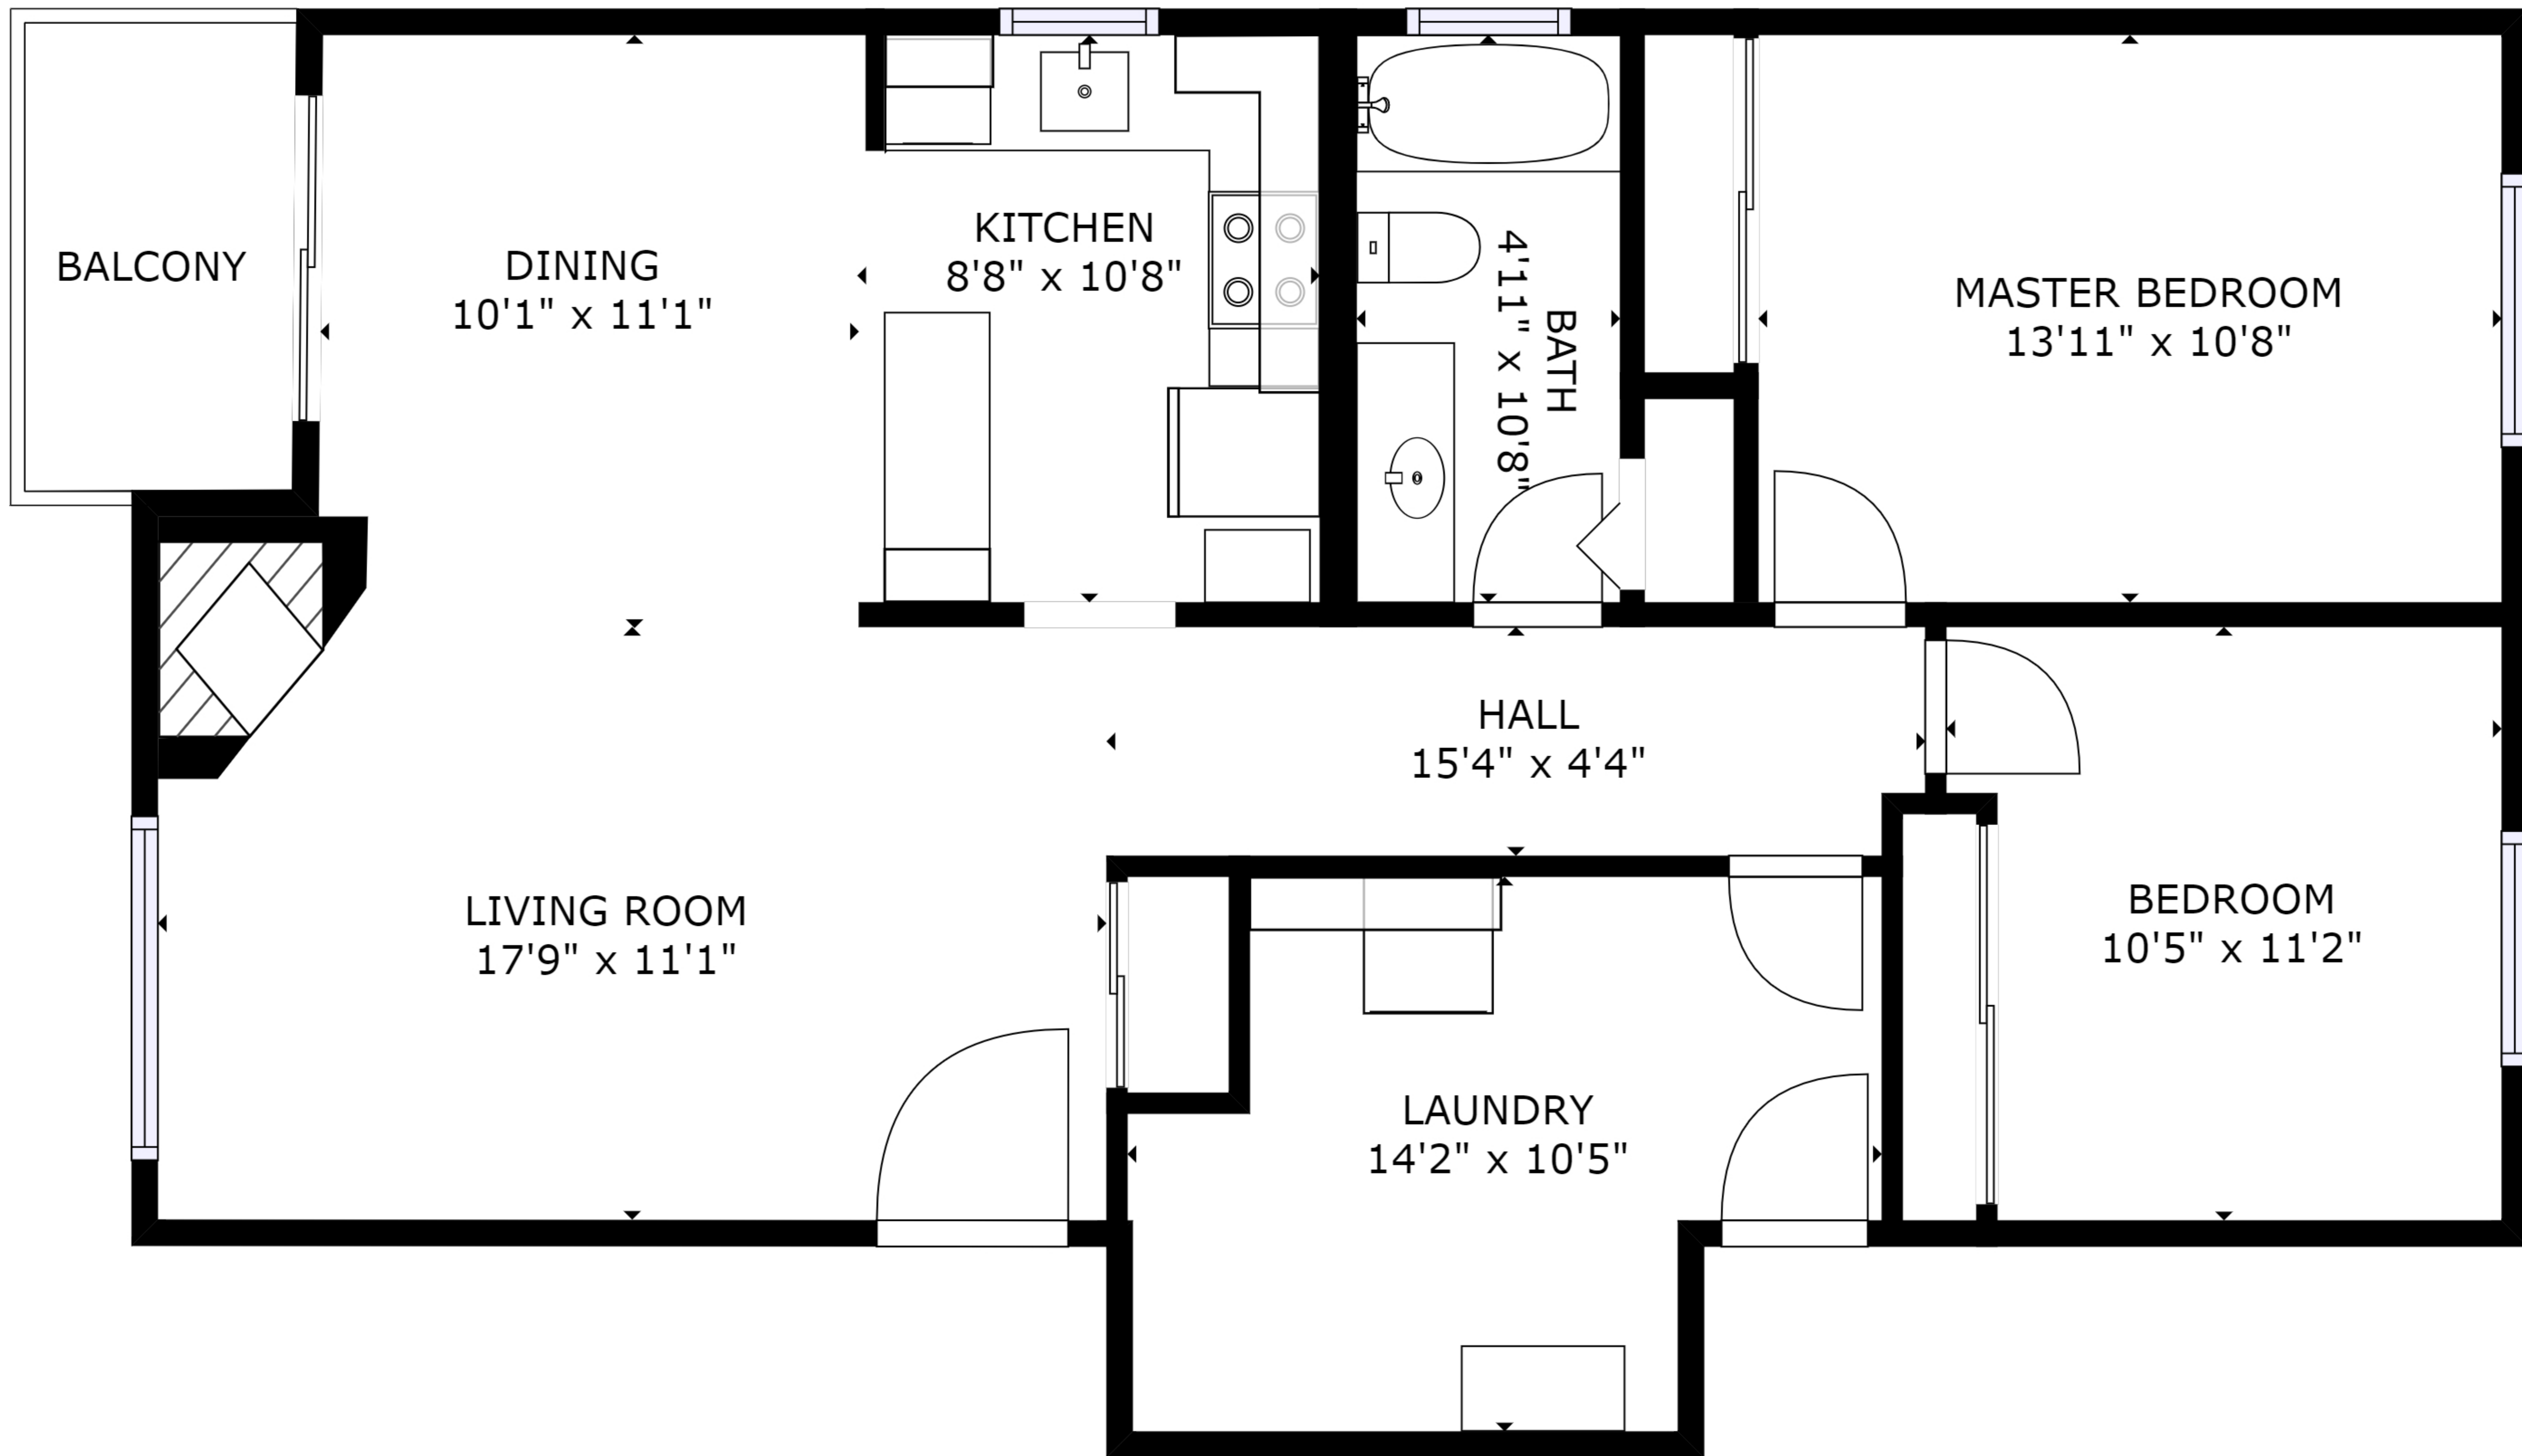 BALCONY
DINING
10'1" x 11'1"
KITCHEN
8'8" x 10'8"
BATH
4'11" x 10'8"
MASTER BEDROOM
13'11" x 10'8"
HALL
15'4" x 4'4"
LIVING ROOM
17'9" x 11'1"
BEDROOM
10'5" x 11'2"
LAUNDRY
14'2" x 10'5"